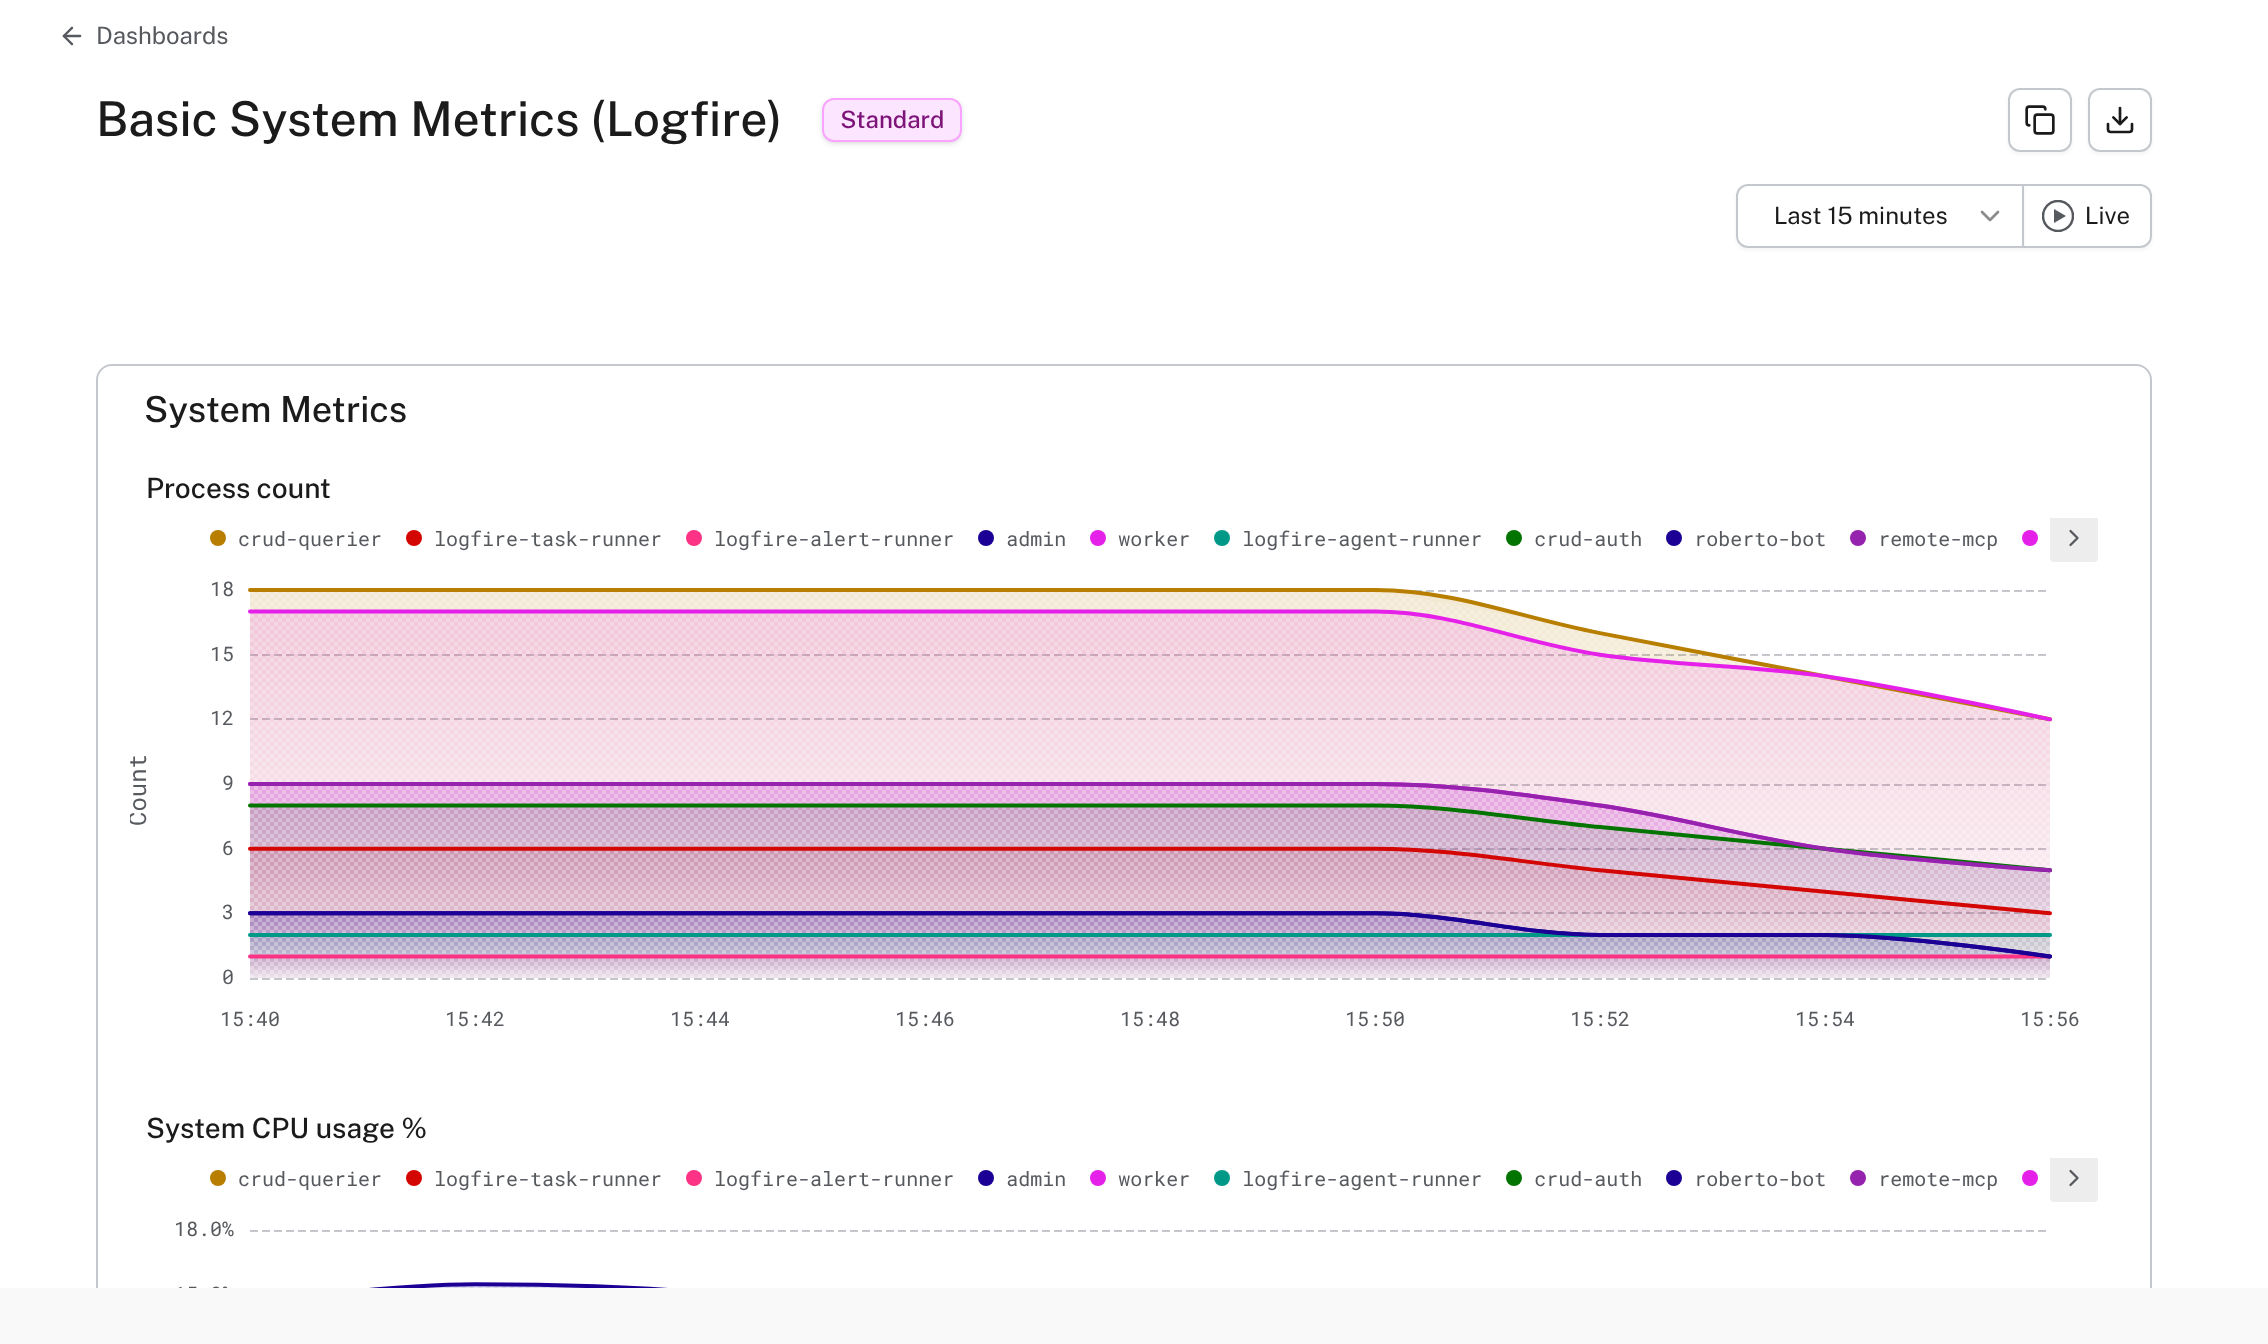 Dashboards
Basic System Metrics (Logfire)
Standard
Last 15 minutes
Live
System Metrics
Process count
crud-querier logfire-task-runner logfire-alert-runner admin worker logfire-agent-runner crud-auth roberto-bot remote-mcp
18
15
12
9
6
3
0
Count
15:40 15:42 15:44 15:46 15:48 15:50 15:52 15:54 15:56
System CPU usage %
crud-querier logfire-task-runner logfire-alert-runner admin worker logfire-agent-runner crud-auth roberto-bot remote-mcp
18.0%